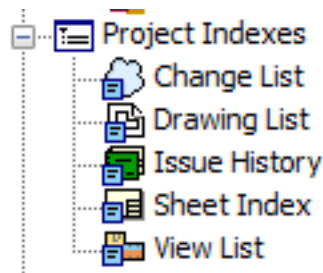 Project Indexes
Change List
Drawing List
Issue History
Sheet Index
View List